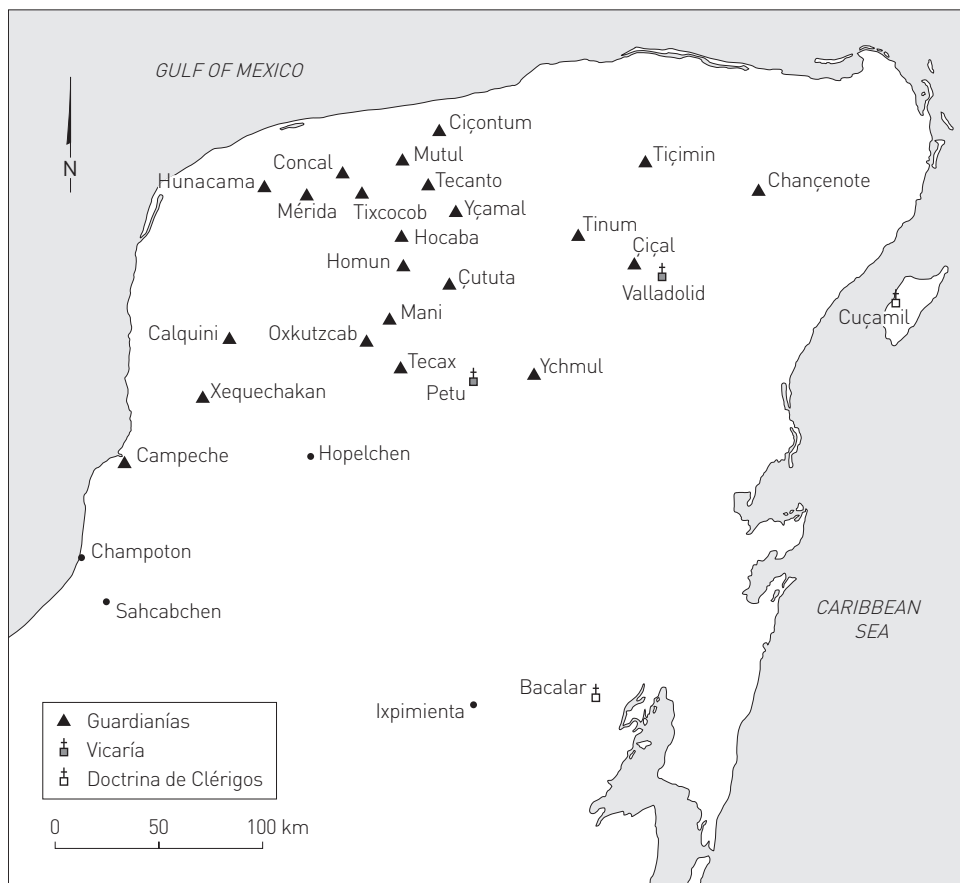 GULF OF MEXICO
N
Ciçontum
Mutul
Tiçimin
Concal
Tecanto
Chançenote
Hunacama
Mérida
Tixcocob
Yçamal
Hocaba
Tinum
Homun
Çututa
Ciçal
Valladolid
Cuçamil
Mani
Calquini
Oxkutzcab
Tecax
Petu
Ychmul
Xequechakan
Campeche
Hopelchen
Champoton
Sahcabchen
CARIBBEAN
SEA
Bacalar
Ixpimienta
Guardianías
Vicaría
Doctrina de Clérigos
0 50 100 km